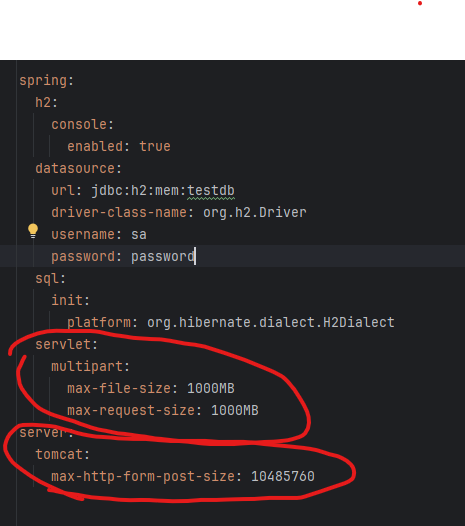 spring:
h2:
console:
enabled: true
datasource:
url: jdbc:h2:mem:testdb
driver-class-name: org.h2.Driver
username: sa
password: password
sql:
init:
platform: org.hibernate.dialect.H2Dialect
servlet:
multipart:
max-file-size: 1000MB
max-request-size: 1000MB
server:
tomcat:
max-http-form-post-size: 10485760